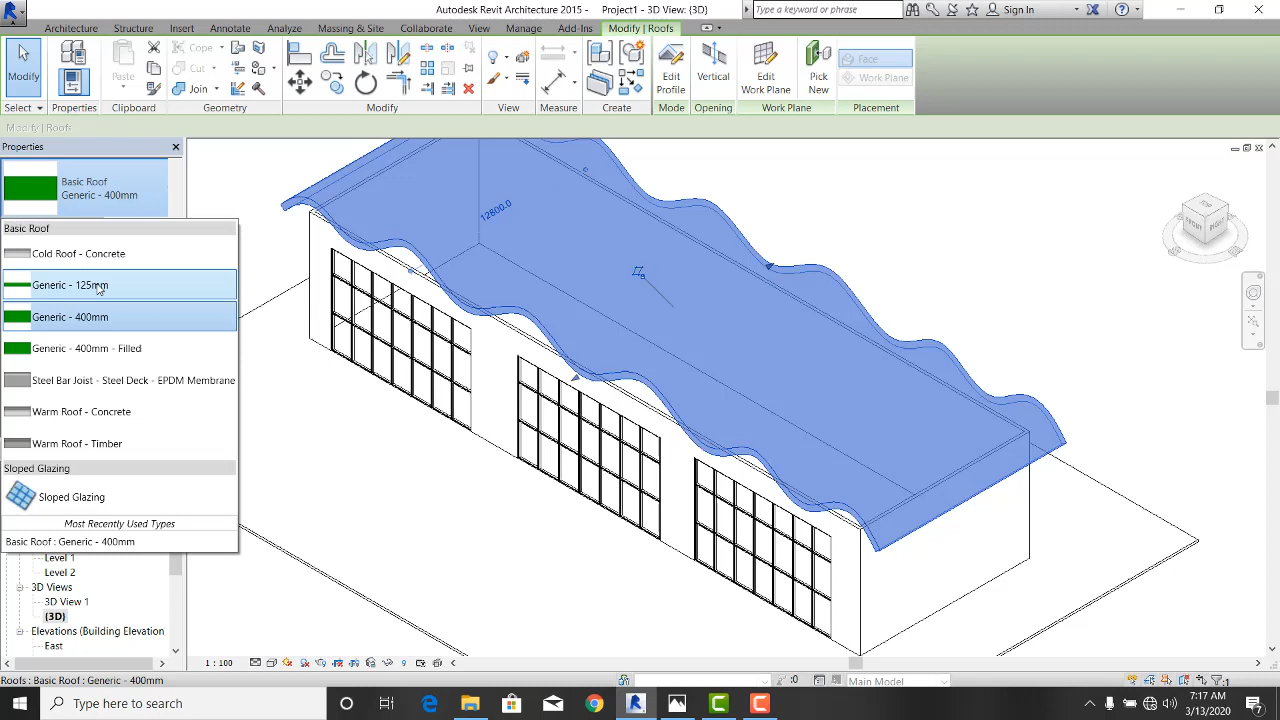 Autodesk Revit Architecture 2015 - Project1 - 3D View: {3D}
Type a keyword or phrase
Sign In
Architecture Structure Insert Annotate Analyze Massing & Site Collaborate View Manage Add-Ins Modify | Roofs
Modify
Paste
Cope
Cut
Join
Edit Profile
Vertical
Edit Work Plane
Pick New
Face
Work Plane
Select Properties Clipboard Geometry Modify View Measure Create Mode Opening Work Plane Placement
Modify | Roofs
Properties
Basic Roof
Generic - 400mm
Basic Roof
Cold Roof - Concrete
Generic - 125mm
Generic - 400mm
Generic - 400mm - Filled
Steel Bar Joist - Steel Deck - EPDM Membrane
Warm Roof - Concrete
Warm Roof - Timber
Sloped Glazing
Sloped Glazing
Most Recently Used Types
Basic Roof : Generic - 400mm
Level 1
Level 2
3D Views
3D View 1
{3D}
Elevations (Building Elevation
East
12800.0
TOP
FRONT
RIGHT
1 : 100
Roofs : Basic Roof : Generic - 400mm
:0
Main Model
:1
Type here to search
7:17 AM
3/13/2020